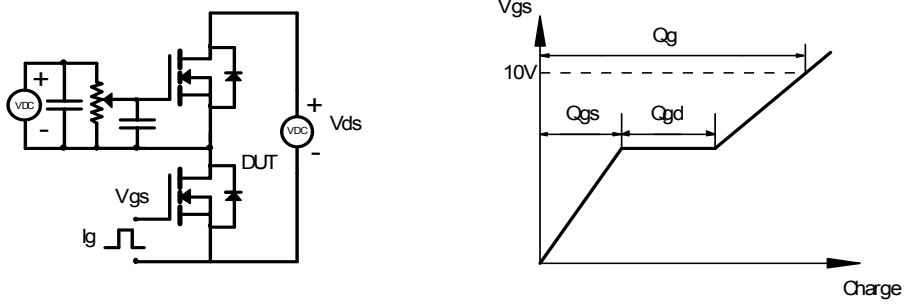 +
VDC
-
+
VDC
-
Vds
DUT
Vgs
Ig
Vgs
Qg
10V
Qgs
Qgd
Charge